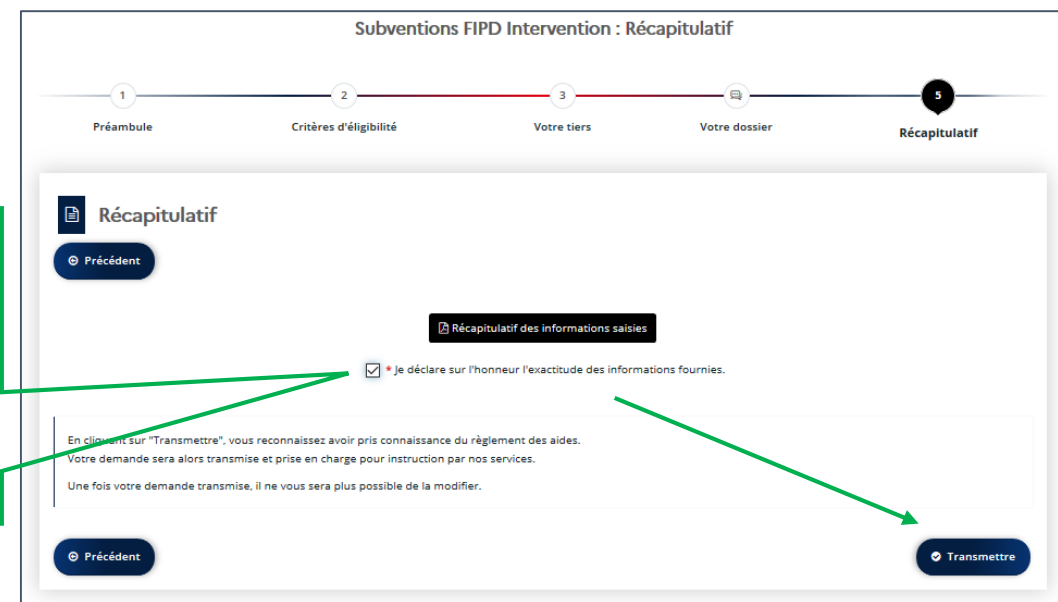 Subventions FIPD Intervention : Récapitulatif
1
2
3
5
Préambule
Critères d'éligibilité
Votre tiers
Votre dossier
Récapitulatif
Récapitulatif
Précédent
Récapitulatif des informations saisies
* Je déclare sur l'honneur l'exactitude des informations fournies.
En cliquant sur "Transmettre", vous reconnaissez avoir pris connaissance du règlement des aides.
Votre demande sera alors transmise et prise en charge pour instruction par nos services.
Une fois votre demande transmise, il ne vous sera plus possible de la modifier.
Précédent
Transmettre